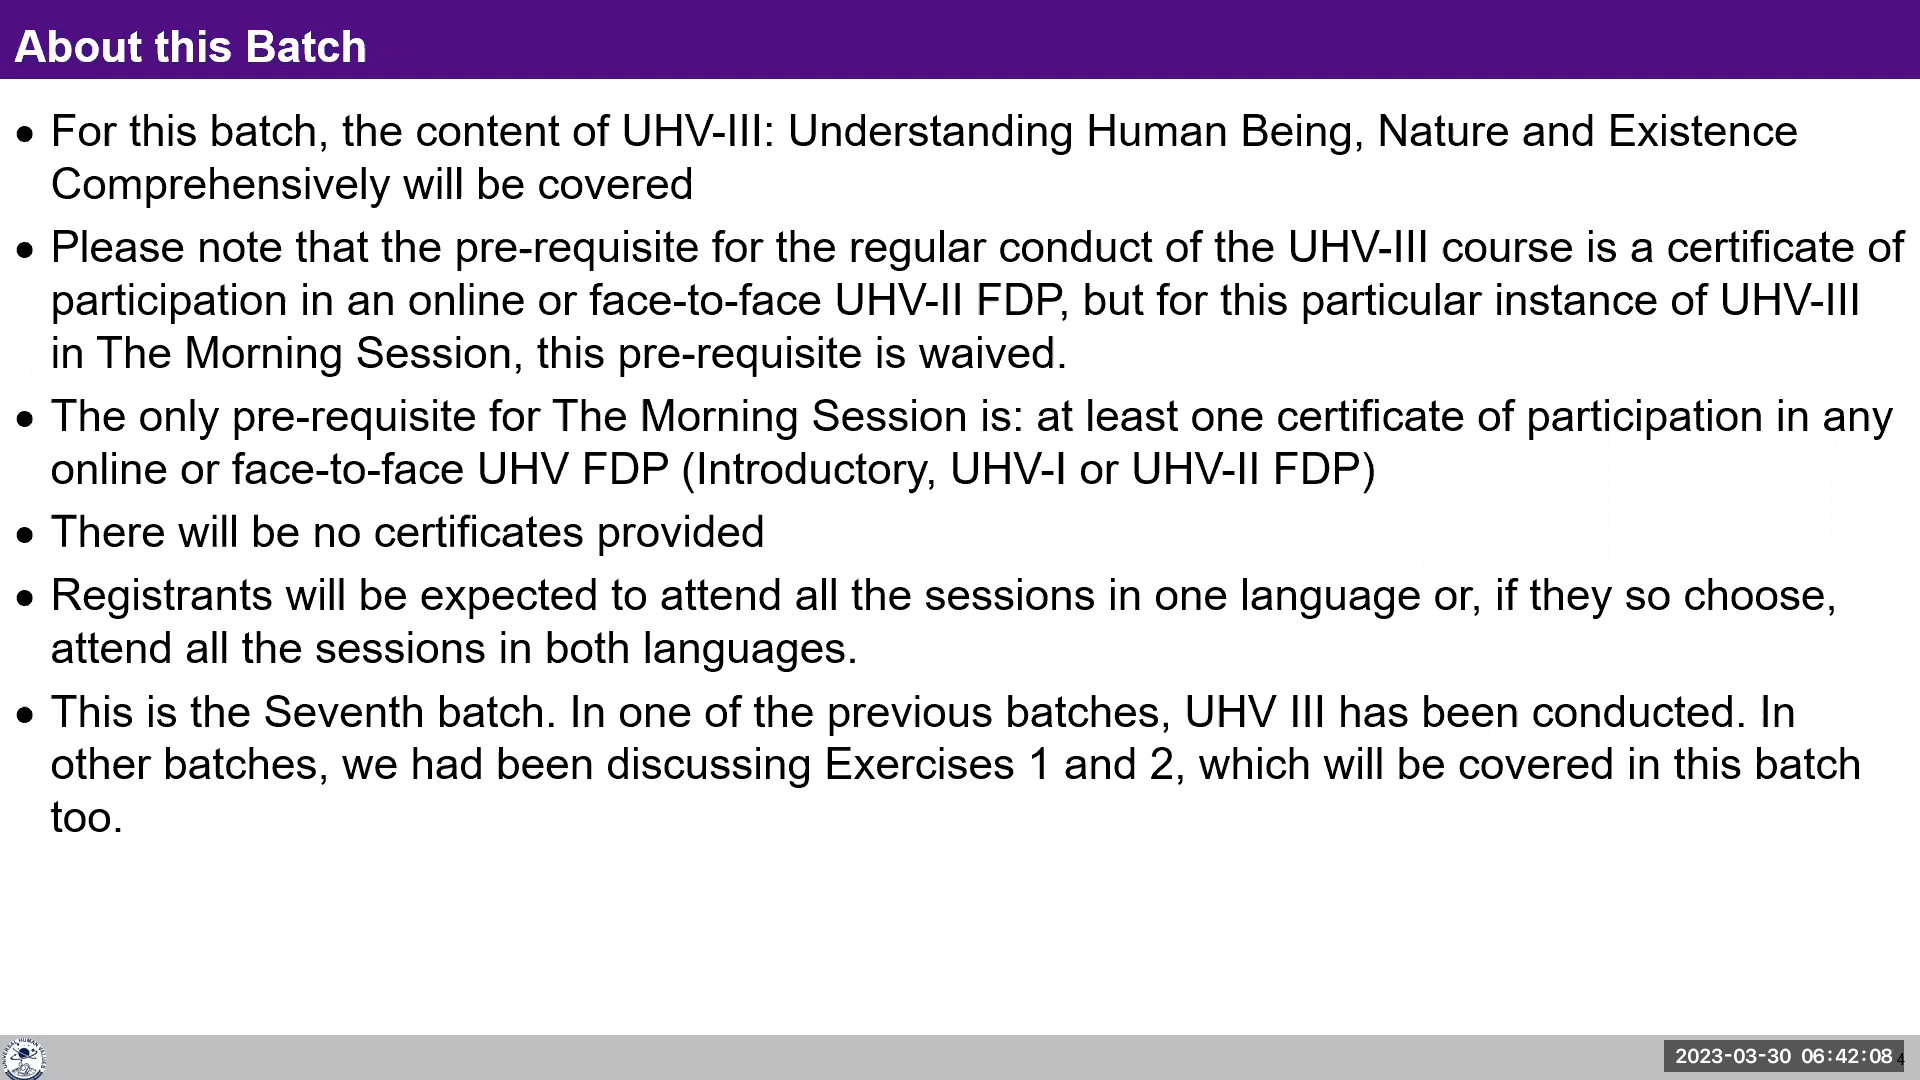 About this Batch
• For this batch, the content of UHV-III: Understanding Human Being, Nature and Existence
Comprehensively will be covered
• Please note that the pre-requisite for the regular conduct of the UHV-III course is a certificate of
participation in an online or face-to-face UHV-II FDP, but for this particular instance of UHV-III
in The Morning Session, this pre-requisite is waived.
• The only pre-requisite for The Morning Session is: at least one certificate of participation in any
online or face-to-face UHV FDP (Introductory, UHV-I or UHV-II FDP)
• There will be no certificates provided
• Registrants will be expected to attend all the sessions in one language or, if they so choose,
attend all the sessions in both languages.
• This is the Seventh batch. In one of the previous batches, UHV III has been conducted. In
other batches, we had been discussing Exercises 1 and 2, which will be covered in this batch
too.
2023-03-30 06:42:08
4